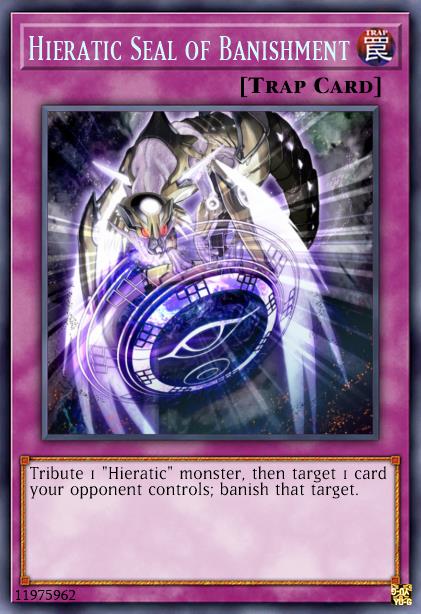 Hieratic Seal of Banishment
TRAP
罠
[Trap Card]
Tribute 1 "Hieratic" monster, then target 1 card
your opponent controls; banish that target.
11975962